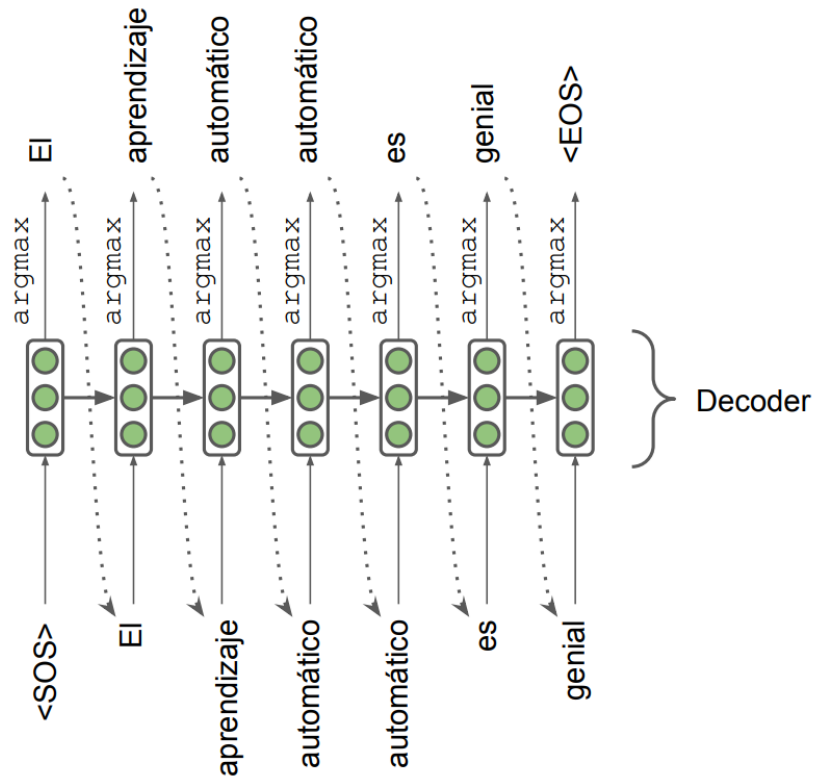 El
aprendizaje
automático
automático
es
genial
<EOS>
argmax
argmax
argmax
argmax
argmax
argmax
argmax
Decoder
<SOS>
El
aprendizaje
automático
automático
es
genial